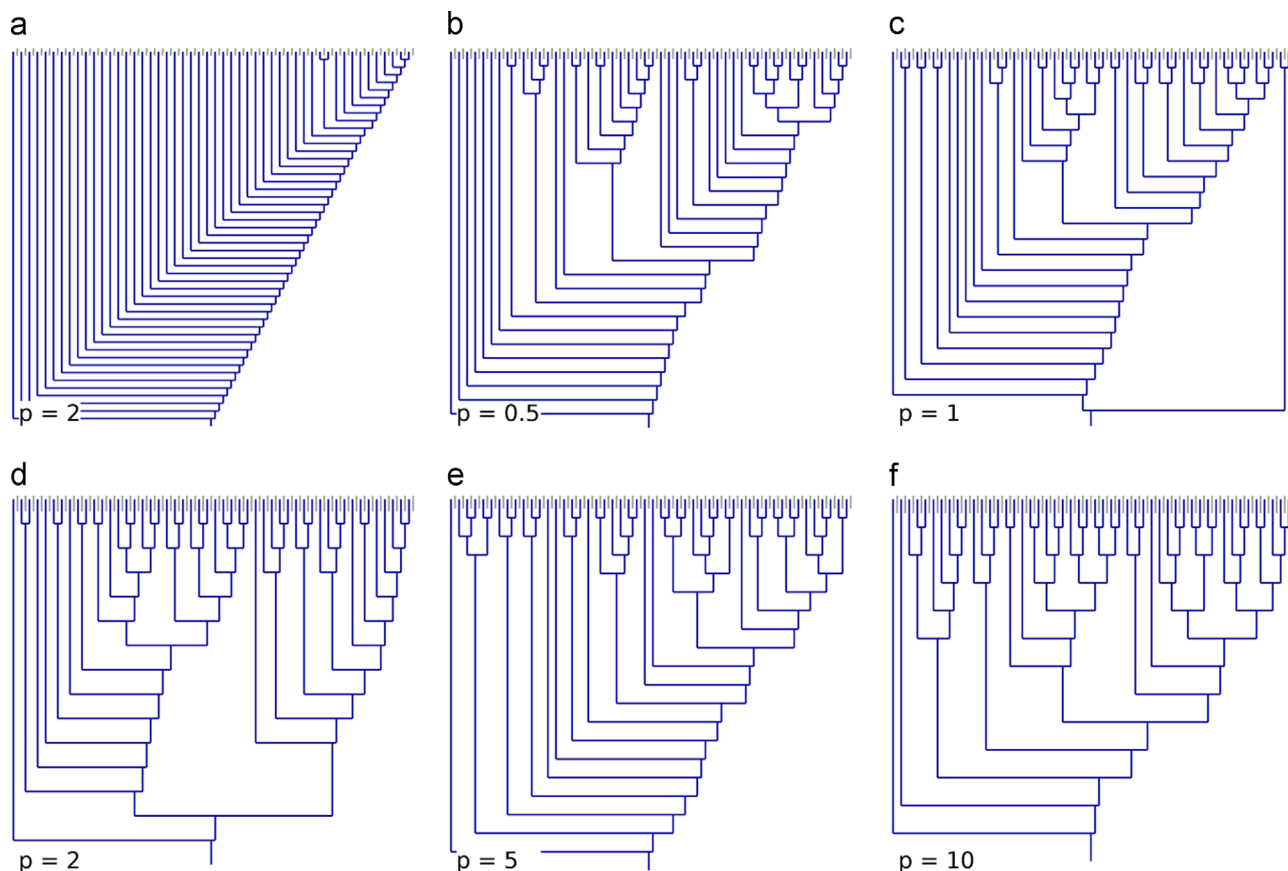 a
b
c
p = 2
p = 0.5
p = 1
d
e
f
p = 2
p = 5
p = 10